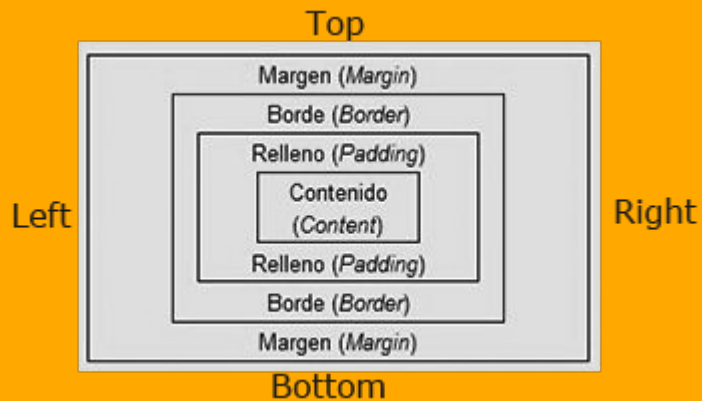 Top
Margen (Margin)
Borde (Border)
Relleno (Padding)
Contenido
(Content)
Left
Right
Relleno (Padding)
Borde (Border)
Margen (Margin)
Bottom